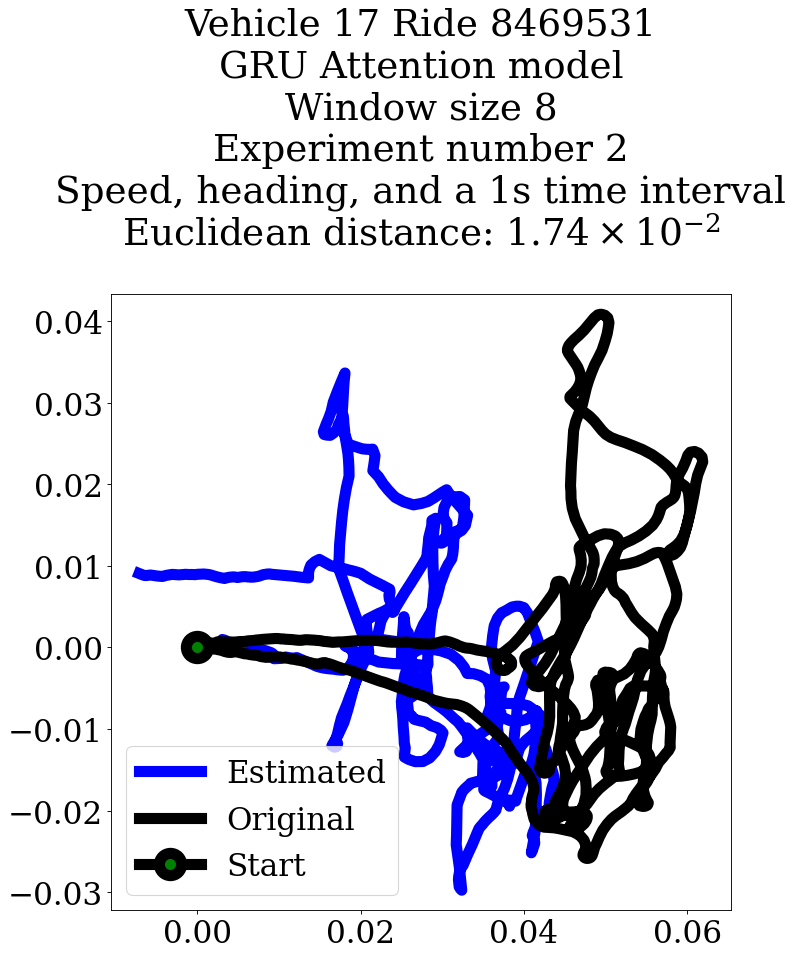 Vehicle 17 Ride 8469531
GRU Attention model
Window size 8
Experiment number 2
Speed, heading, and a 1s time interval
Euclidean distance: 1.74 × 10⁻²
0.04
0.03
0.02
0.01
0.00
−0.01
−0.02
−0.03
Estimated
Original
Start
0.00 0.02 0.04 0.06